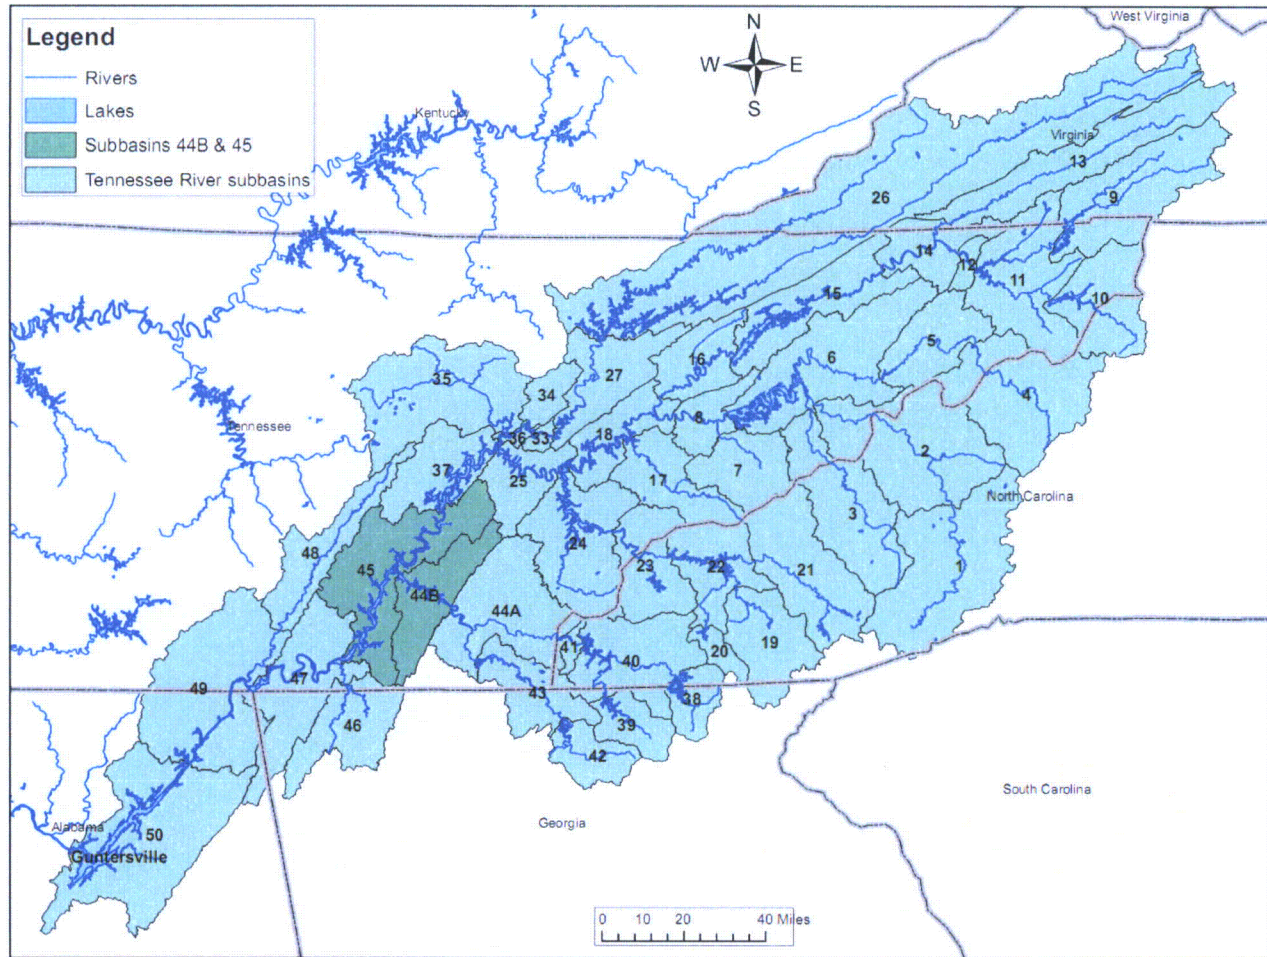 West Virginia
Legend
Rivers
Lakes
Subbasins 44B & 45
Tennessee River subbasins
N
W
E
S
Kentucky
Virginia
13
26
9
14
12
11
15
10
5
16
6
27
35
34
4
Tennessee
8
36
33
18
2
37
7
25
17
North Carolina
3
24
48
45
23
22
21
1
44B
44A
19
41
20
40
47
49
43
38
46
39
42
South Carolina
Georgia
Alabama
50
Guntersville
0 10 20 40 Miles